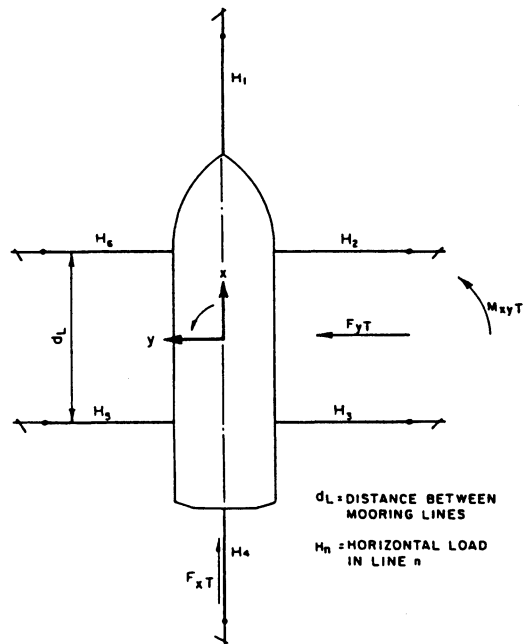 H₁
H₆
H₂
x
MxyT
dL
y
FyT
H₅
H₃
dL = DISTANCE BETWEEN
MOORING LINES
H₄
Hn = HORIZONTAL LOAD
IN LINE n
FxT